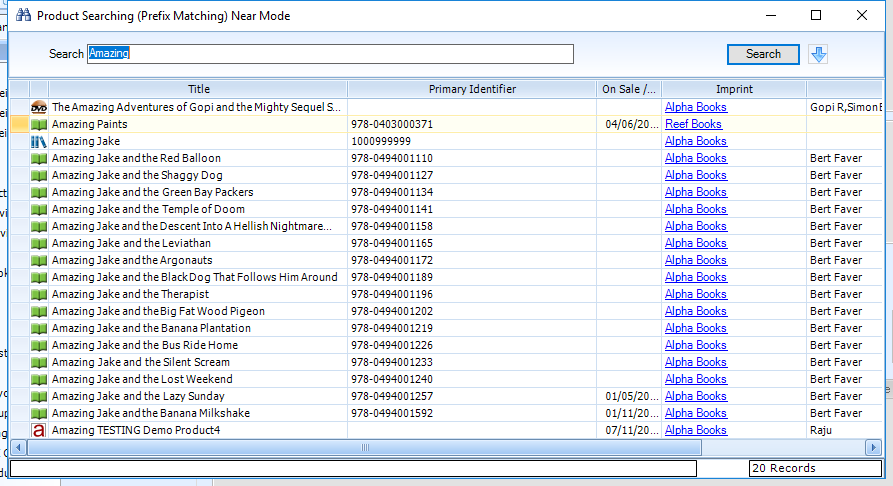 Product Searching (Prefix Matching) Near Mode
Search Amazing Search
Title Primary Identifier On Sale /... Imprint
DVD The Amazing Adventures of Gopi and the Mighty Sequel S... Alpha Books Gopi R,Simon
Amazing Paints 978-0403000371 04/06/20... Reef Books
Amazing Jake 1000999999 Alpha Books
Amazing Jake and the Red Balloon 978-0494001110 Alpha Books Bert Faver
Amazing Jake and the Shaggy Dog 978-0494001127 Alpha Books Bert Faver
Amazing Jake and the Green Bay Packers 978-0494001134 Alpha Books Bert Faver
Amazing Jake and the Temple of Doom 978-0494001141 Alpha Books Bert Faver
Amazing Jake and the Descent Into A Hellish Nightmare... 978-0494001158 Alpha Books Bert Faver
Amazing Jake and the Leviathan 978-0494001165 Alpha Books Bert Faver
Amazing Jake and the Argonauts 978-0494001172 Alpha Books Bert Faver
Amazing Jake and the Black Dog That Follows Him Around 978-0494001189 Alpha Books Bert Faver
Amazing Jake and the Therapist 978-0494001196 Alpha Books Bert Faver
Amazing Jake and the Big Fat Wood Pigeon 978-0494001202 Alpha Books Bert Faver
Amazing Jake and the Banana Plantation 978-0494001219 Alpha Books Bert Faver
Amazing Jake and the Bus Ride Home 978-0494001226 Alpha Books Bert Faver
Amazing Jake and the Silent Scream 978-0494001233 Alpha Books Bert Faver
Amazing Jake and the Lost Weekend 978-0494001240 Alpha Books Bert Faver
Amazing Jake and the Lazy Sunday 978-0494001257 01/05/20... Alpha Books Bert Faver
Amazing Jake and the Banana Milkshake 978-0494001592 01/11/20... Alpha Books Bert Faver
a Amazing TESTING Demo Product4 07/11/20... Alpha Books Raju
20 Records